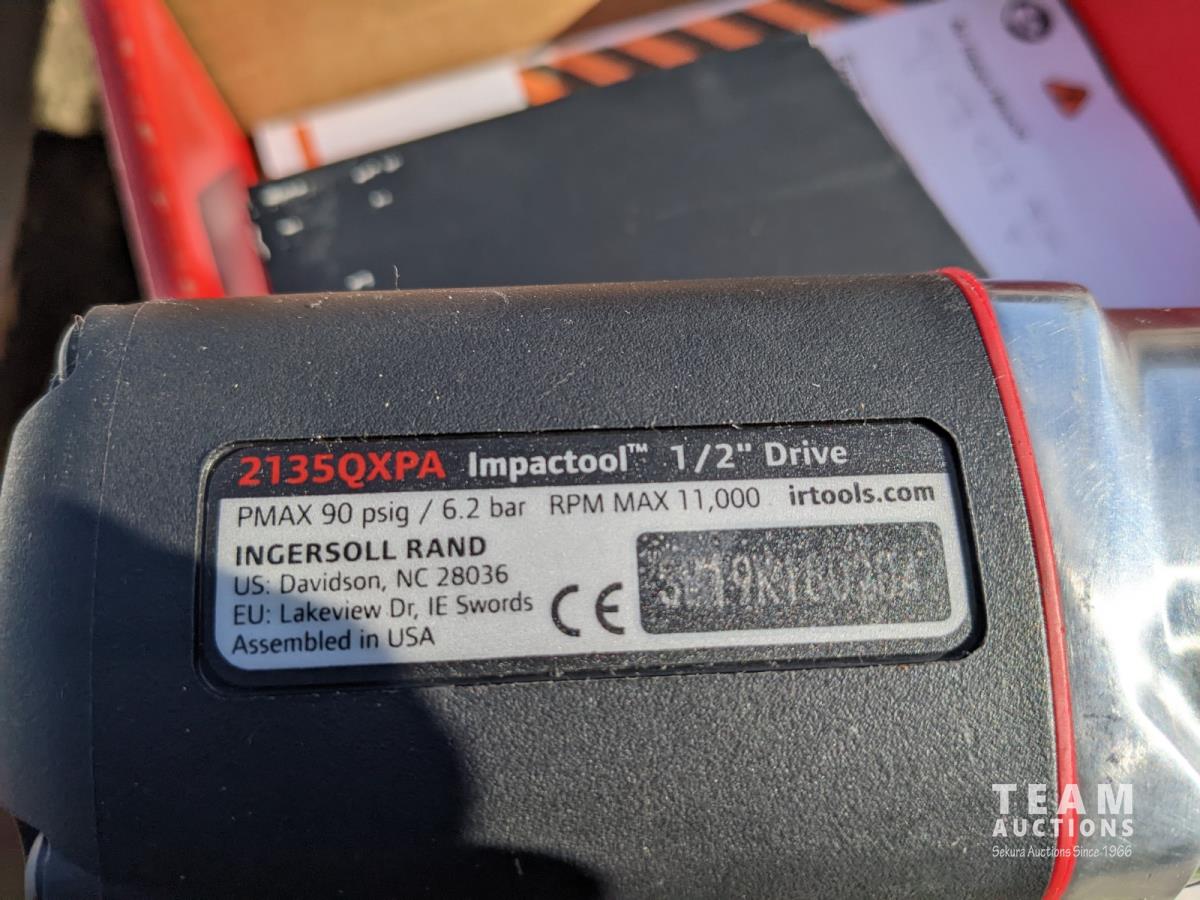 2135QXPA Impactool™ 1/2" Drive
PMAX 90 psig / 6.2 bar RPM MAX 11,000 irtools.com
INGERSOLL RAND
US: Davidson, NC 28036
EU: Lakeview Dr, IE Swords
Assembled in USA
CE
TEAM
AUCTIONS
Sekura Auctions Since 1966